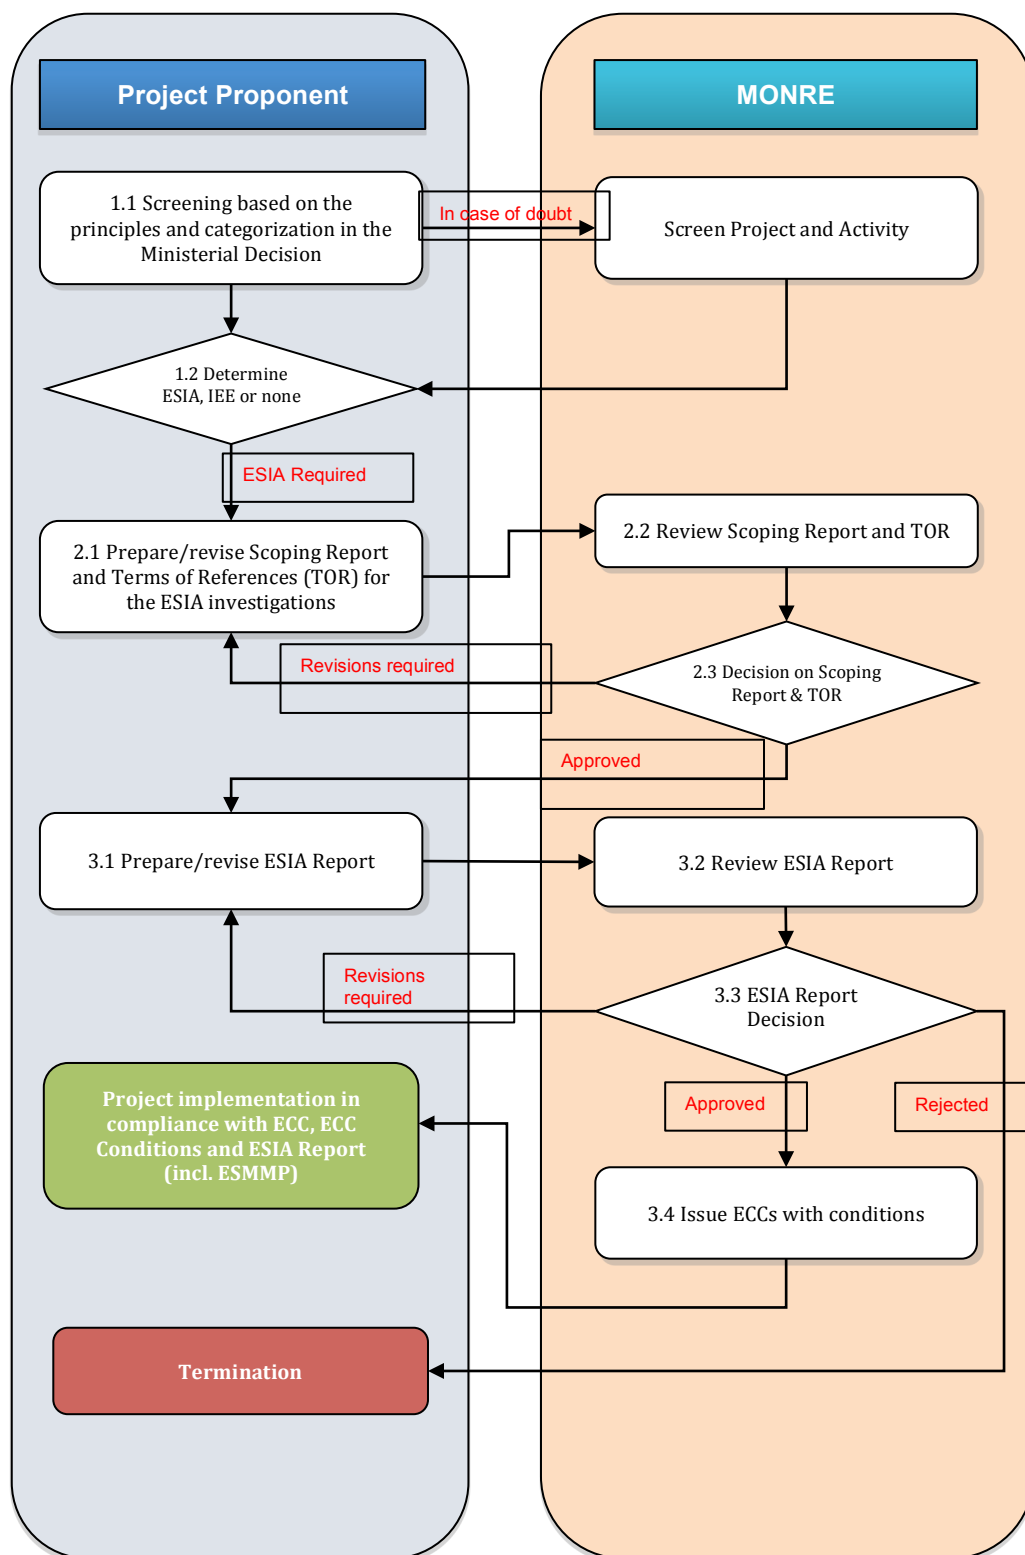 Project Proponent
MONRE
1.1 Screening based on the
principles and categorization in the
Ministerial Decision
In case of doubt
Screen Project and Activity
1.2 Determine
ESIA, IEE or none
ESIA Required
2.1 Prepare/revise Scoping Report
and Terms of References (TOR) for
the ESIA investigations
2.2 Review Scoping Report and TOR
Revisions required
2.3 Decision on Scoping
Report & TOR
Approved
3.1 Prepare/revise ESIA Report
3.2 Review ESIA Report
Revisions
required
3.3 ESIA Report
Decision
Project implementation in
compliance with ECC, ECC
Conditions and ESIA Report
(incl. ESMMP)
Approved
Rejected
3.4 Issue ECCs with conditions
Termination